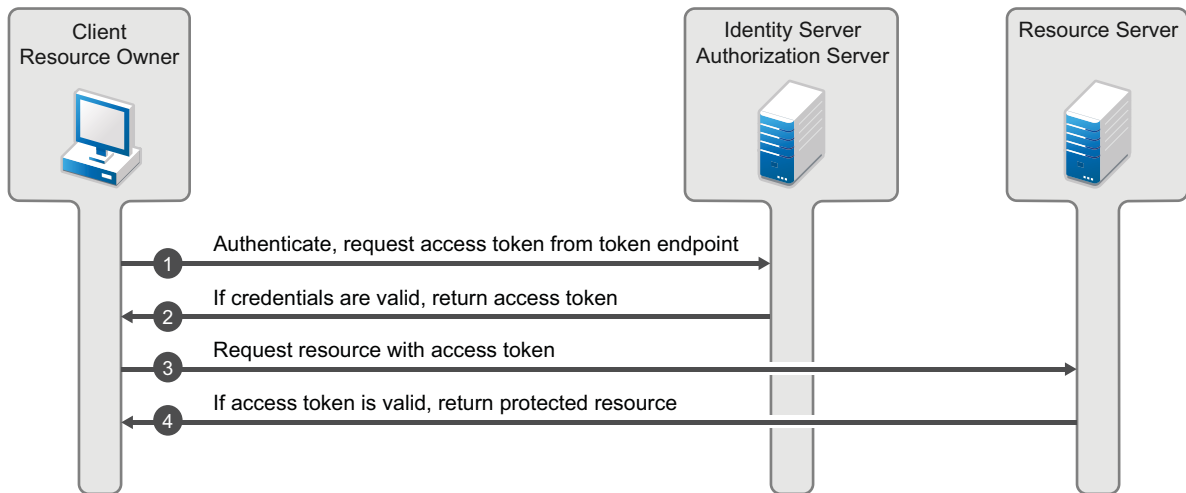 Client
Resource Owner
Identity Server
Authorization Server
Resource Server
Authenticate, request access token from token endpoint
1
If credentials are valid, return access token
2
Request resource with access token
3
If access token is valid, return protected resource
4